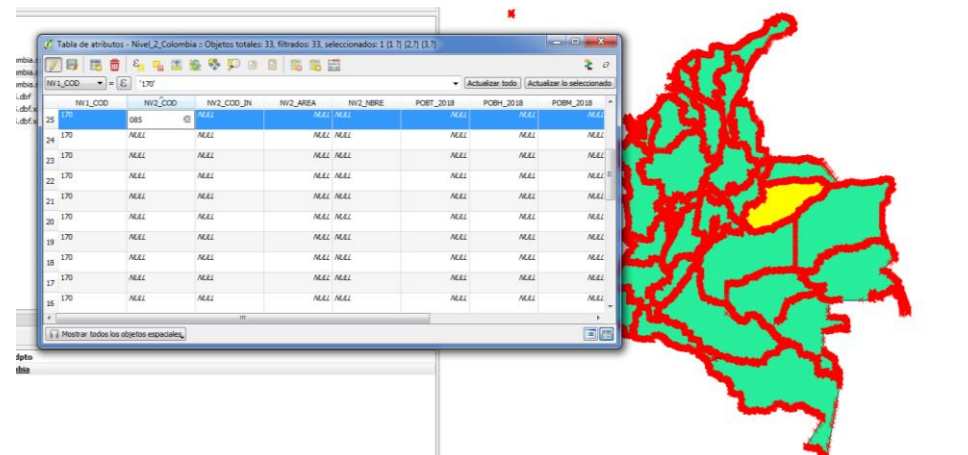 Tabla de atributos - Nivel_2_Colombia :: Objetos totales: 33, filtrados: 33, seleccionados: 1 (1 ?) (2,?) (3,?)
NV1_COD = ε '170' Actualizar todo Actualizar lo seleccionado
NV1_COD NV2_COD NV2_COD_IN NV2_AREA NV2_NBRE POBT_2018 POBH_2018 POBM_2018
25 170 085 NULL NULL NULL NULL NULL NULL
24 170 NULL NULL NULL NULL NULL NULL NULL
23 170 NULL NULL NULL NULL NULL NULL NULL
22 170 NULL NULL NULL NULL NULL NULL NULL
21 170 NULL NULL NULL NULL NULL NULL NULL
20 170 NULL NULL NULL NULL NULL NULL NULL
19 170 NULL NULL NULL NULL NULL NULL NULL
18 170 NULL NULL NULL NULL NULL NULL NULL
17 170 NULL NULL NULL NULL NULL NULL NULL
16 170 NULL NULL NULL NULL NULL NULL NULL
Mostrar todos los objetos espaciales
dpto